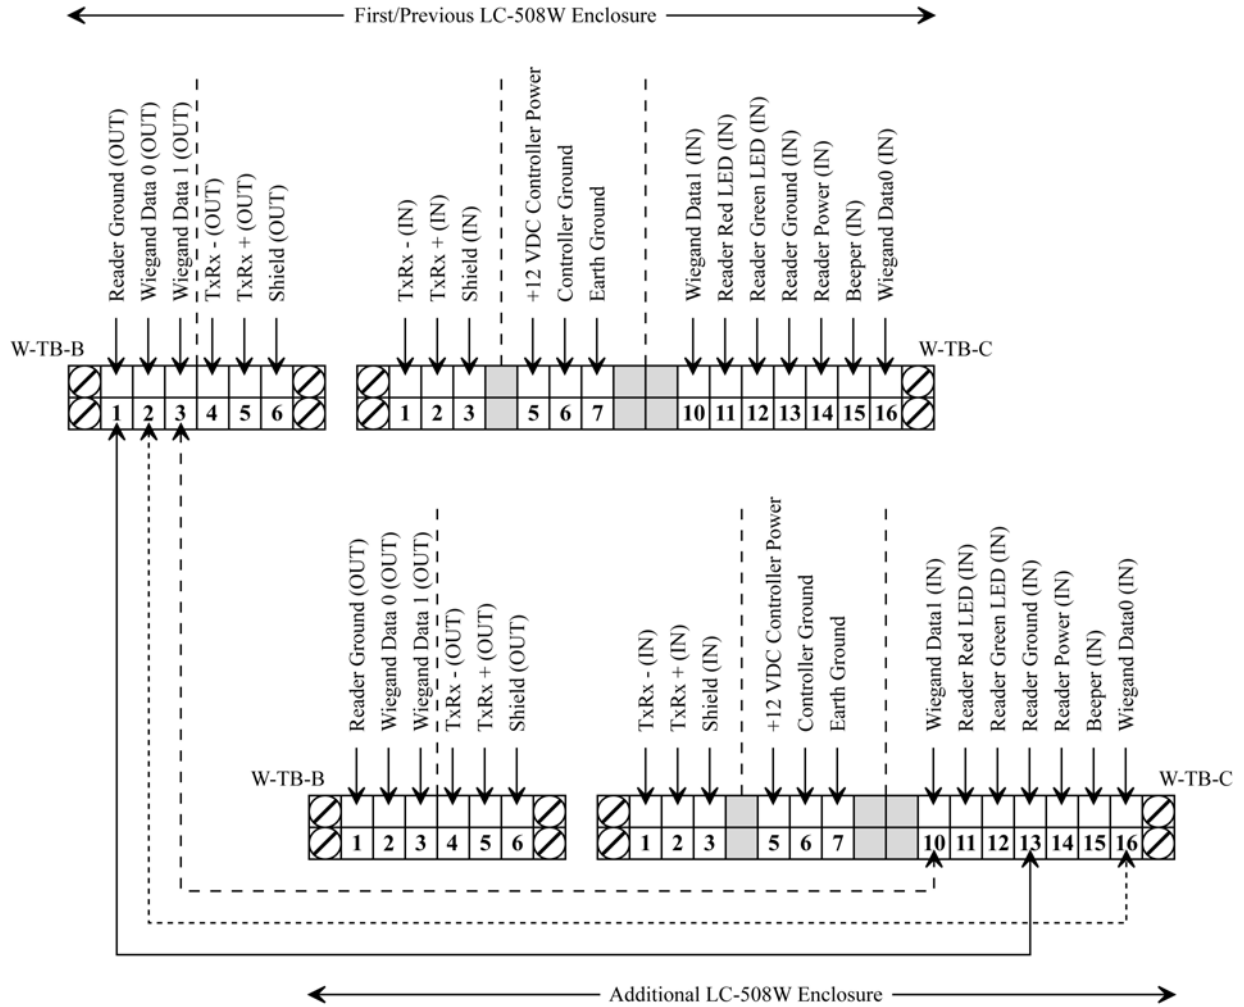 First/Previous LC-508W Enclosure
Reader Ground (OUT)
Wiegand Data 0 (OUT)
Wiegand Data 1 (OUT)
TxRx - (OUT)
TxRx + (OUT)
Shield (OUT)
TxRx - (IN)
TxRx + (IN)
Shield (IN)
+12 VDC Controller Power
Controller Ground
Earth Ground
Wiegand Data1 (IN)
Reader Red LED (IN)
Reader Green LED (IN)
Reader Ground (IN)
Reader Power (IN)
Beeper (IN)
Wiegand Data0 (IN)
W-TB-B
W-TB-C
1 2 3 4 5 6 1 2 3 5 6 7 10 11 12 13 14 15 16
Reader Ground (OUT)
Wiegand Data 0 (OUT)
Wiegand Data 1 (OUT)
TxRx - (OUT)
TxRx + (OUT)
Shield (OUT)
TxRx - (IN)
TxRx + (IN)
Shield (IN)
+12 VDC Controller Power
Controller Ground
Earth Ground
Wiegand Data1 (IN)
Reader Red LED (IN)
Reader Green LED (IN)
Reader Ground (IN)
Reader Power (IN)
Beeper (IN)
Wiegand Data0 (IN)
W-TB-B
W-TB-C
1 2 3 4 5 6 1 2 3 5 6 7 10 11 12 13 14 15 16
Additional LC-508W Enclosure